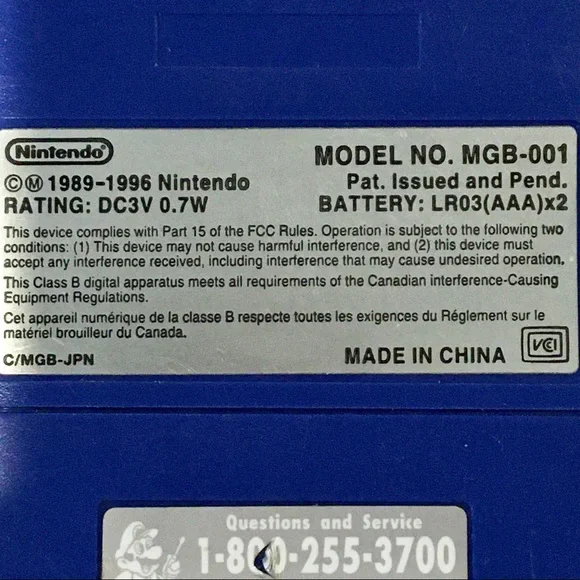 Nintendo®
MODEL NO. MGB-001
©Ⓜ 1989-1996 Nintendo
Pat. Issued and Pend.
RATING: DC3V 0.7W
BATTERY: LR03(AAA)x2
This device complies with Part 15 of the FCC Rules. Operation is subject to the following two
conditions: (1) This device may not cause harmful interference, and (2) this device must
accept any interference received, including interference that may cause undesired operation.
This Class B digital apparatus meets all requirements of the Canadian interference-Causing
Equipment Regulations.
Cet appareil numérique de la classe B respecte toutes les exigences du Réglement sur le
matériel brouilleur du Canada.
C/MGB-JPN
MADE IN CHINA
VCI
Questions and Service
1-800-255-3700